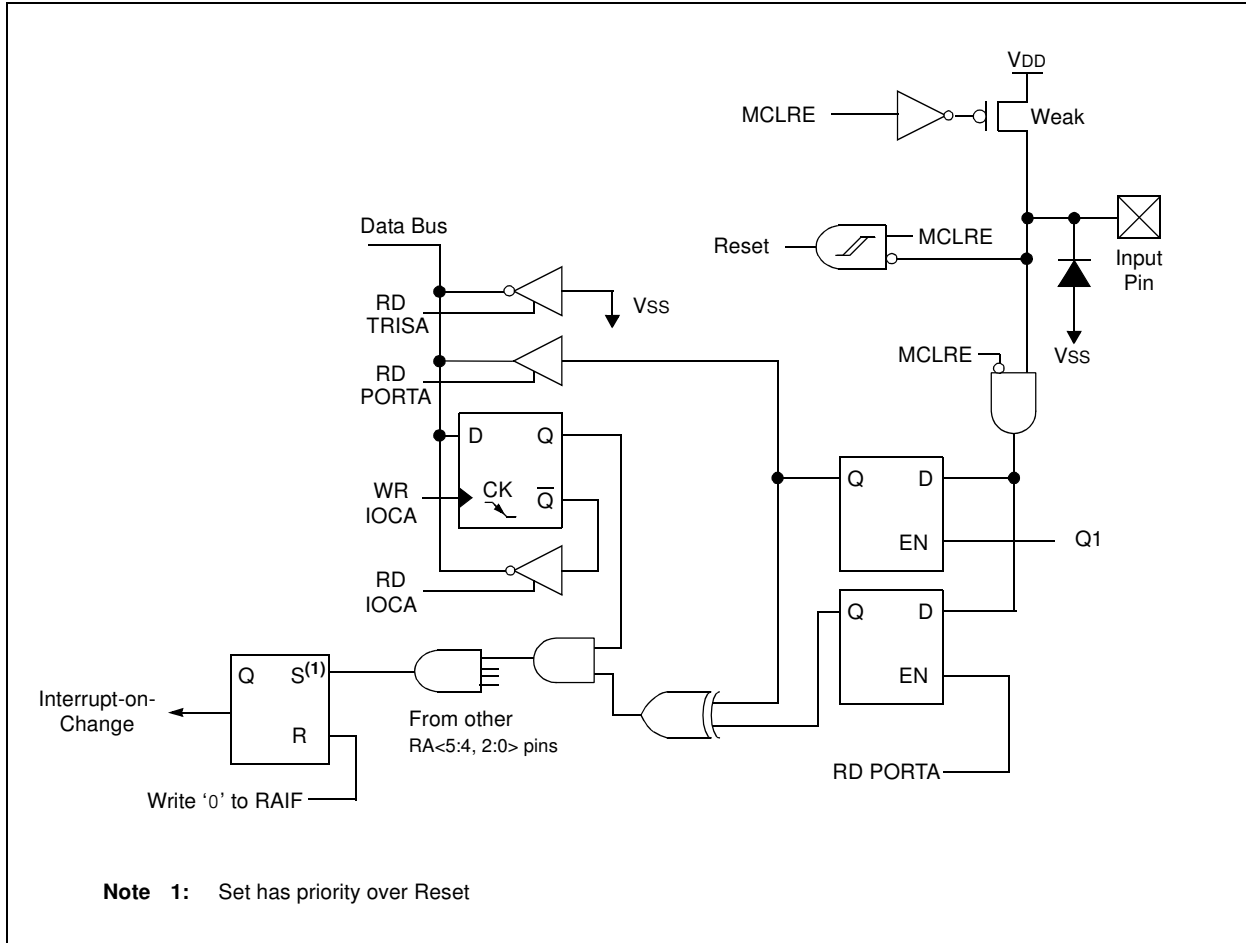 VDD
MCLRE
Weak
Data Bus
Reset
MCLRE
Input
Pin
RD
TRISA
VSS
MCLRE
VSS
RD
PORTA
D
Q
WR
IOCA
CK
Q
Q
D
EN
Q1
RD
IOCA
Q
D
EN
Q
S(1)
Interrupt-on-
Change
R
From other
RA<5:4, 2:0> pins
RD PORTA
Write ‘0’ to RAIF
Note 1: Set has priority over Reset